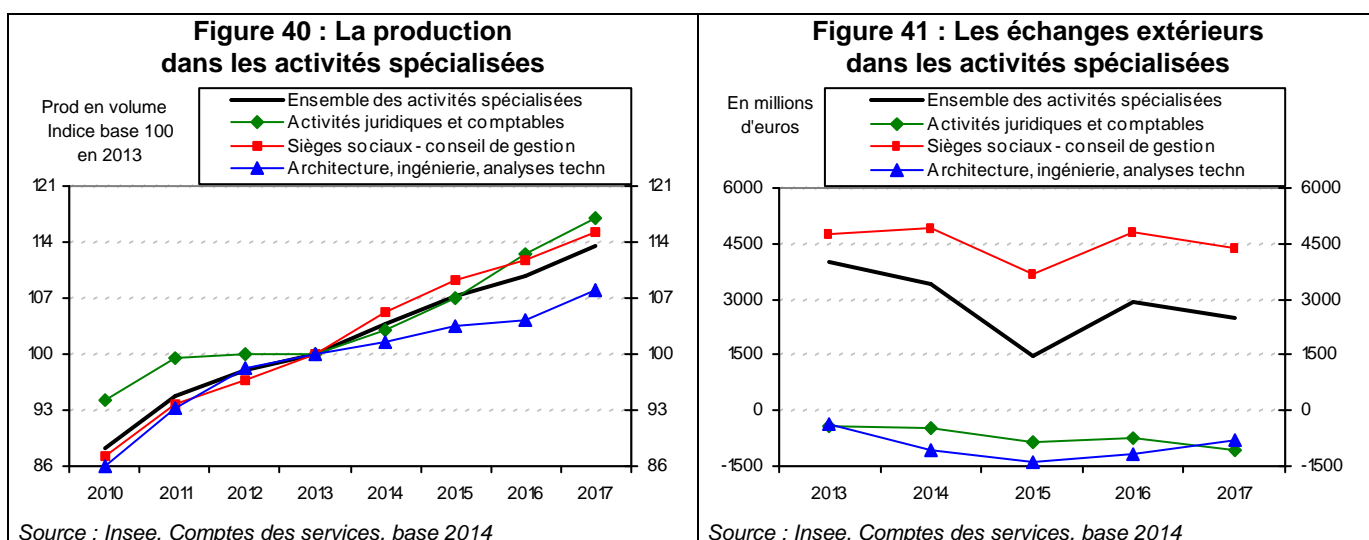 Figure 40 : La production
dans les activités spécialisées
Prod en volume
Indice base 100
en 2013
Ensemble des activités spécialisées
Activités juridiques et comptables
Sièges sociaux - conseil de gestion
Architecture, ingénierie, analyses techn
121 121
114 114
107 107
100 100
93 93
86 86
2010 2011 2012 2013 2014 2015 2016 2017
Source : Insee, Comptes des services, base 2014
Figure 41 : Les échanges extérieurs
dans les activités spécialisées
En millions
d'euros
Ensemble des activités spécialisées
Activités juridiques et comptables
Sièges sociaux - conseil de gestion
Architecture, ingénierie, analyses techn
6000 6000
4500 4500
3000 3000
1500 1500
0 0
-1500 -1500
2013 2014 2015 2016 2017
Source : Insee, Comptes des services, base 2014